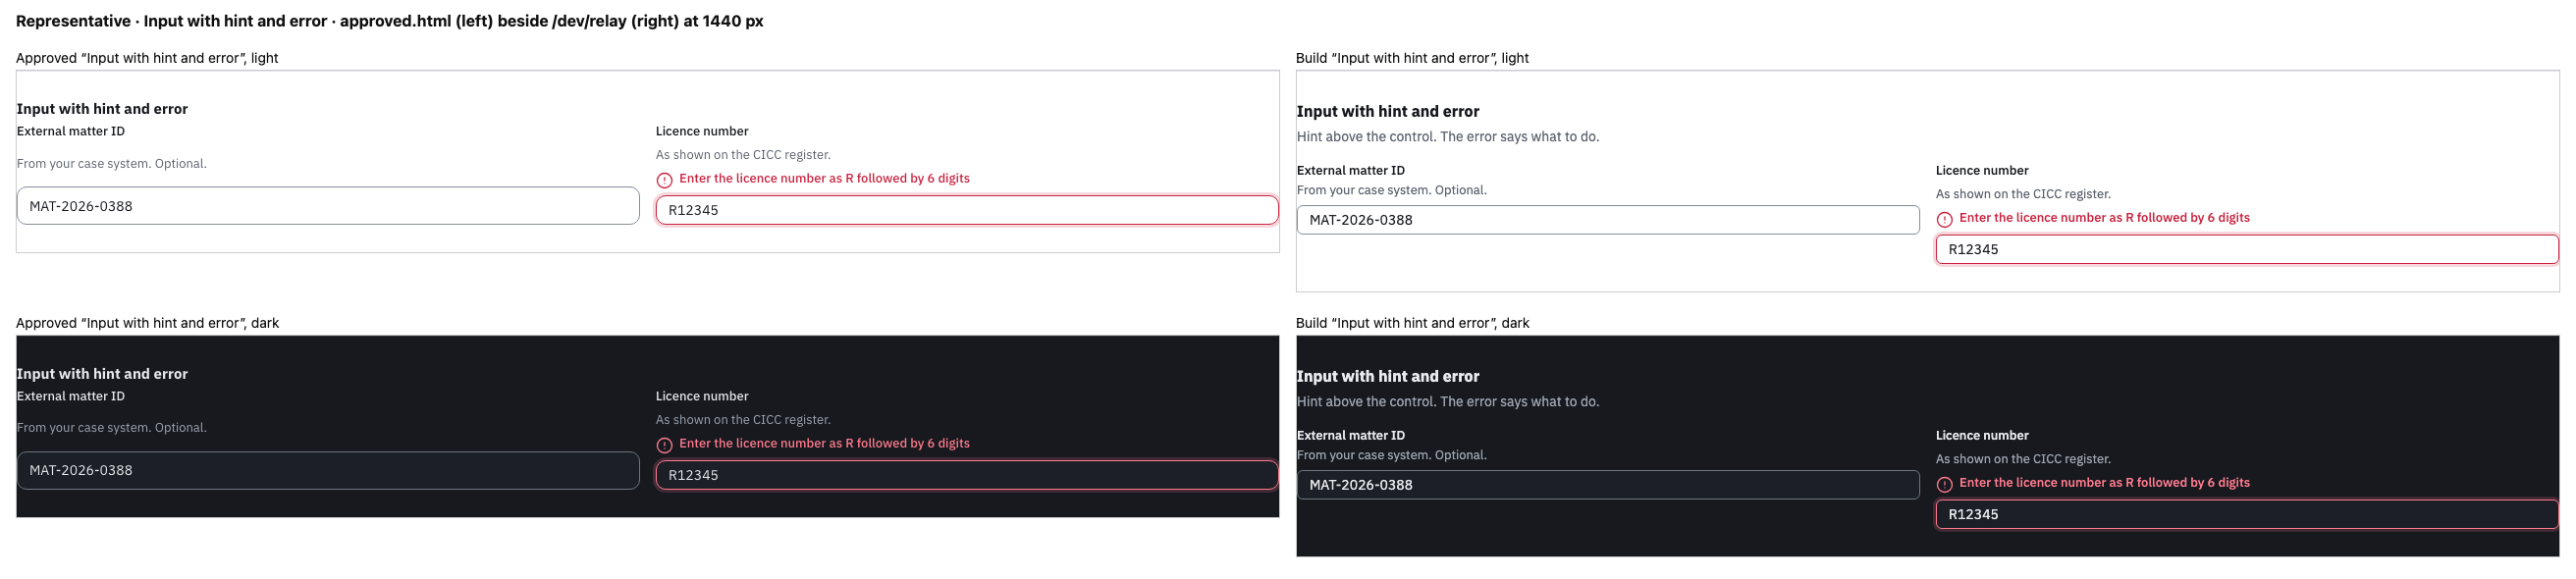 Representative · Input with hint and error · approved.html (left) beside /dev/relay (right) at 1440 px
Approved “Input with hint and error”, light
Input with hint and error
External matter ID
From your case system. Optional.
MAT-2026-0388
Licence number
As shown on the CICC register.
Enter the licence number as R followed by 6 digits
R12345
Build “Input with hint and error”, light
Input with hint and error
Hint above the control. The error says what to do.
External matter ID
From your case system. Optional.
MAT-2026-0388
Licence number
As shown on the CICC register.
Enter the licence number as R followed by 6 digits
R12345
Approved “Input with hint and error”, dark
Input with hint and error
External matter ID
From your case system. Optional.
MAT-2026-0388
Licence number
As shown on the CICC register.
Enter the licence number as R followed by 6 digits
R12345
Build “Input with hint and error”, dark
Input with hint and error
Hint above the control. The error says what to do.
External matter ID
From your case system. Optional.
MAT-2026-0388
Licence number
As shown on the CICC register.
Enter the licence number as R followed by 6 digits
R12345